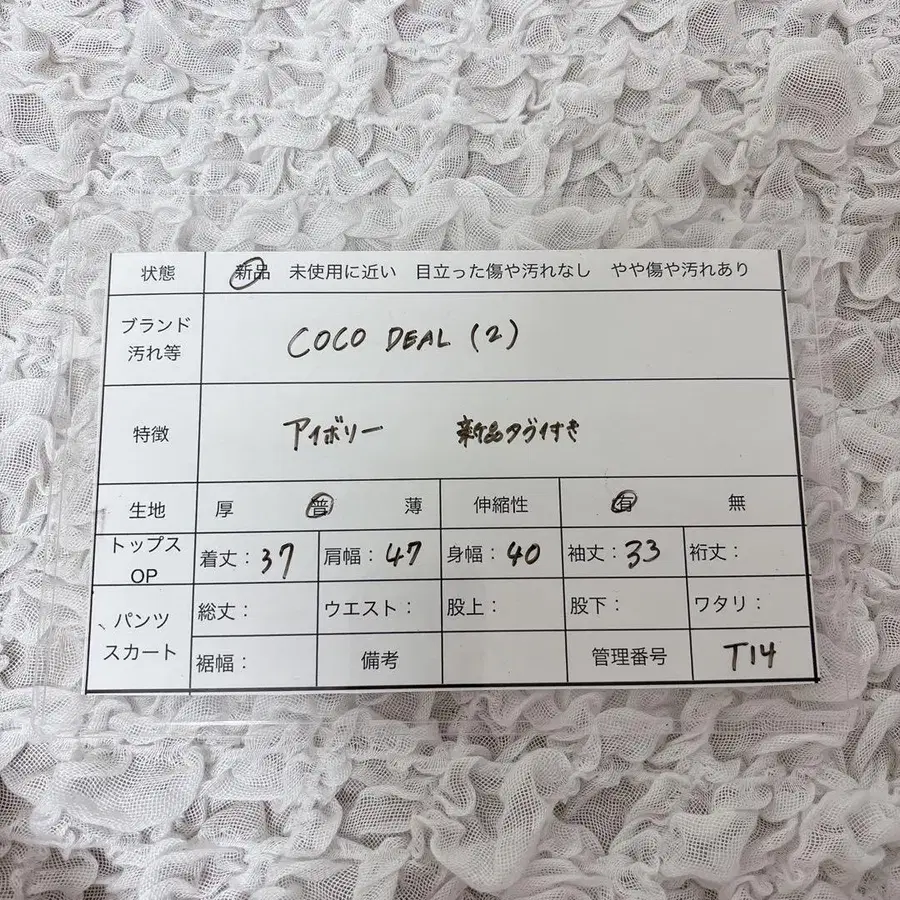 状態 新品 未使用に近い 目立った傷や汚れなし やや傷や汚れあり
ブランド
汚れ等
COCO DEAL (2)
特徴 アイボリー 新品タグ付き
生地 厚 普 薄 伸縮性 有 無
トップス
OP
着丈：37 肩幅：47 身幅：40 袖丈：33 裄丈：
パンツ
スカート
総丈： ウエスト： 股上： 股下： ワタリ：
裾幅： 備考 管理番号 T14